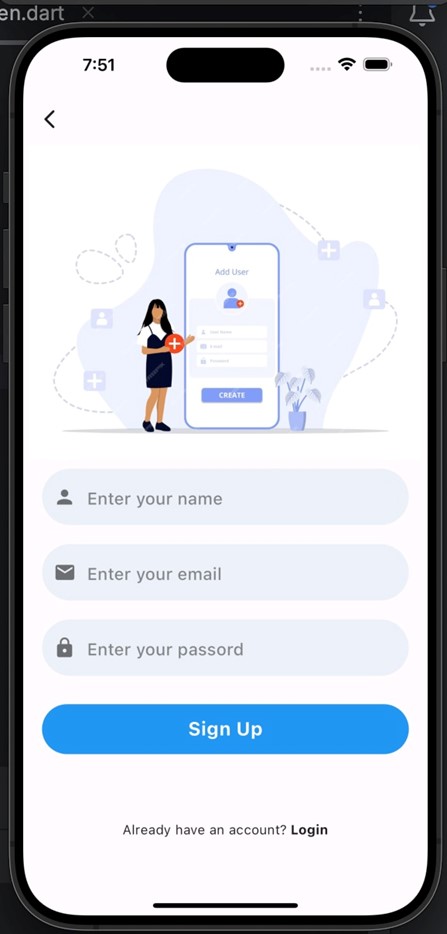 en.dart
7:51
Add User
User Name
E-mail
Password
CREATE
Enter your name
Enter your email
Enter your passord
Sign Up
Already have an account? Login